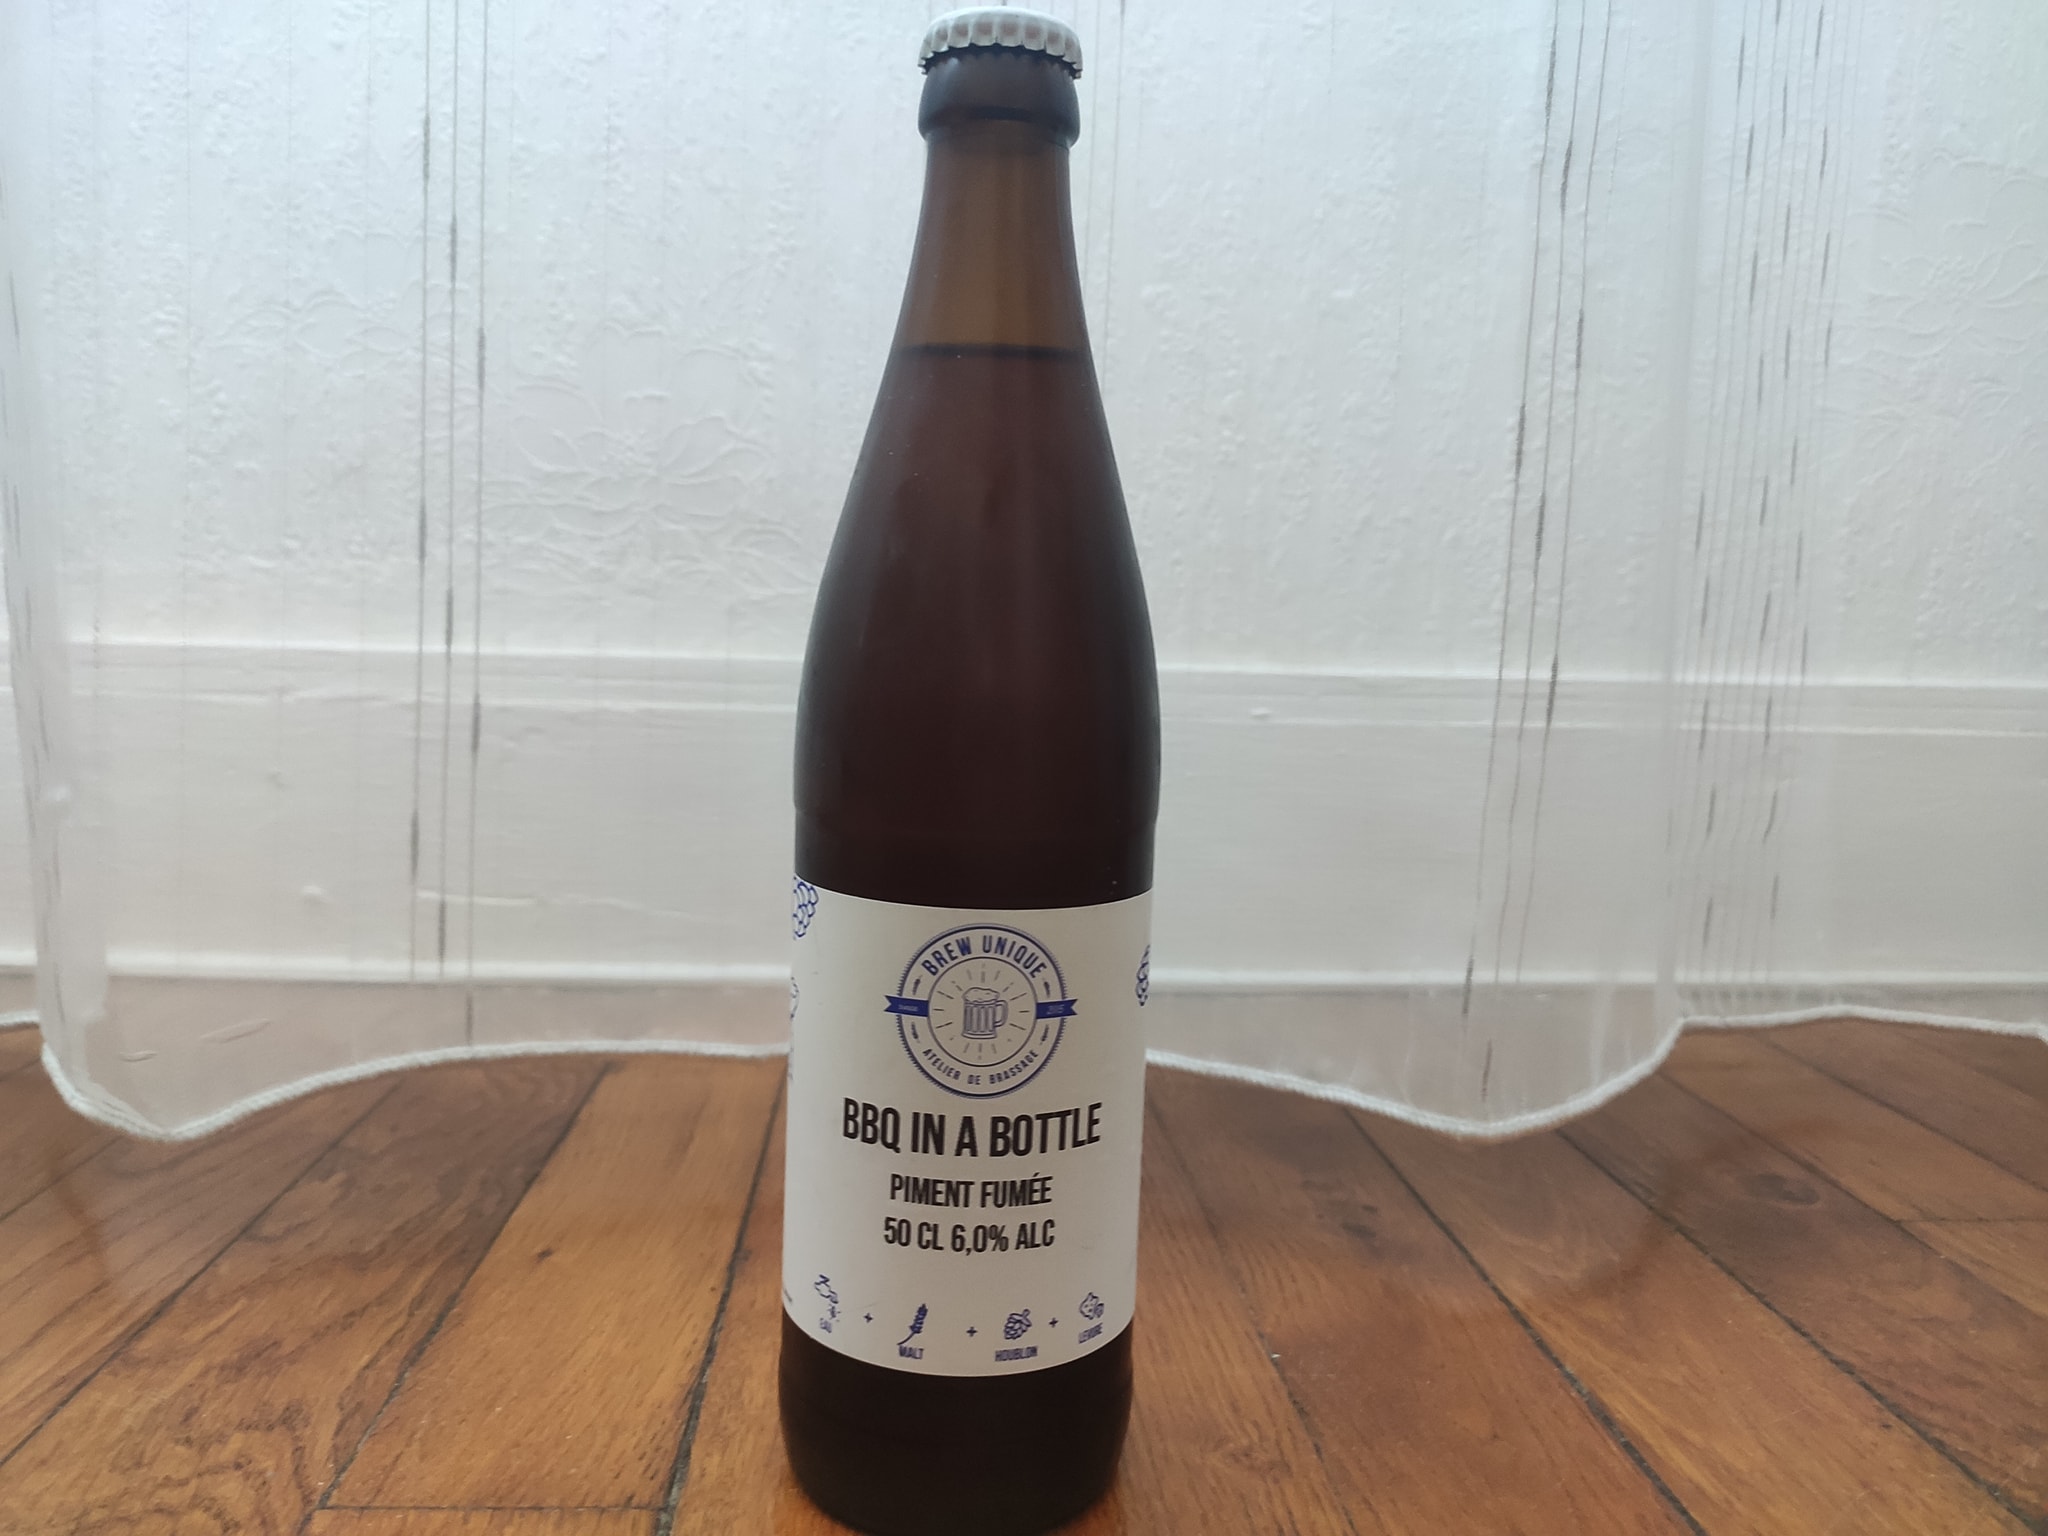 BREW UNIQUE
2015
ATELIER DE BRASSAGE
BBQ IN A BOTTLE
PIMENT FUMÉE
50 CL 6,0% ALC
EAU + MALT + HOUBLON + LEVURE